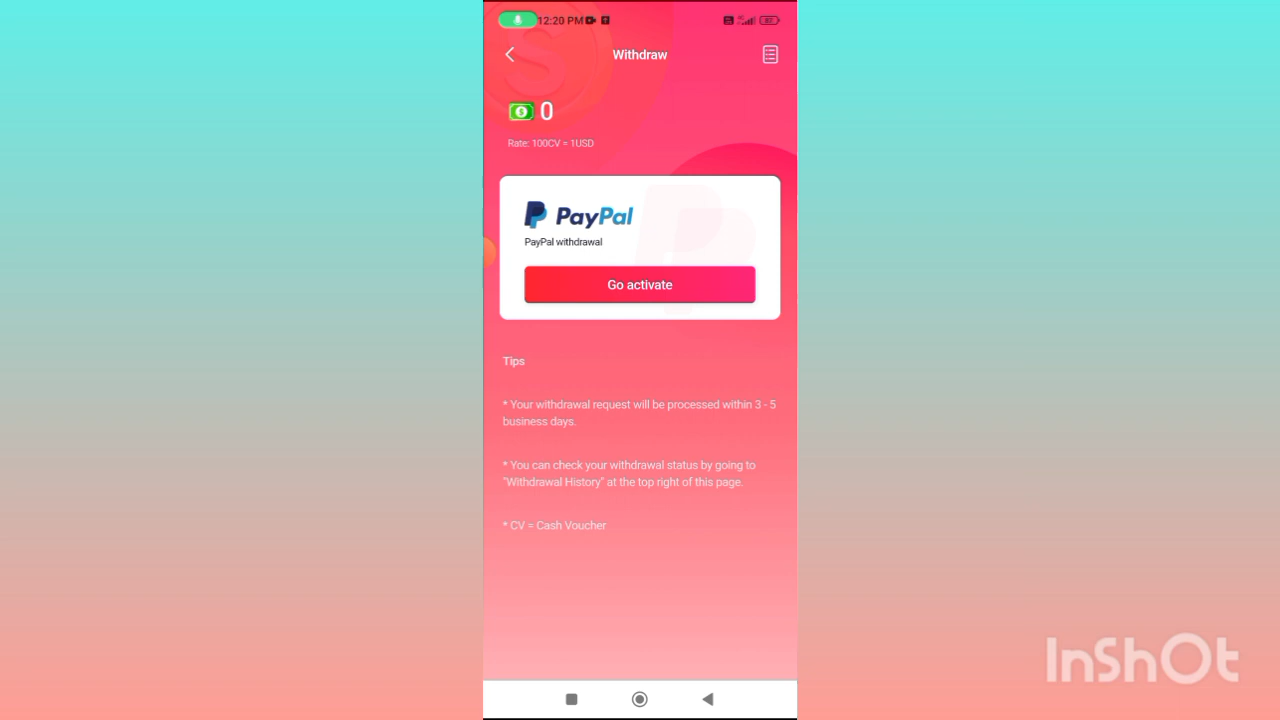 12:20 PM
Withdraw
0
Rate: 100CV = 1USD
PayPal
PayPal withdrawal
Go activate
Tips
* Your withdrawal request will be processed within 3 - 5
business days.
* You can check your withdrawal status by going to
"Withdrawal History" at the top right of this page.
* CV = Cash Voucher
InShOt